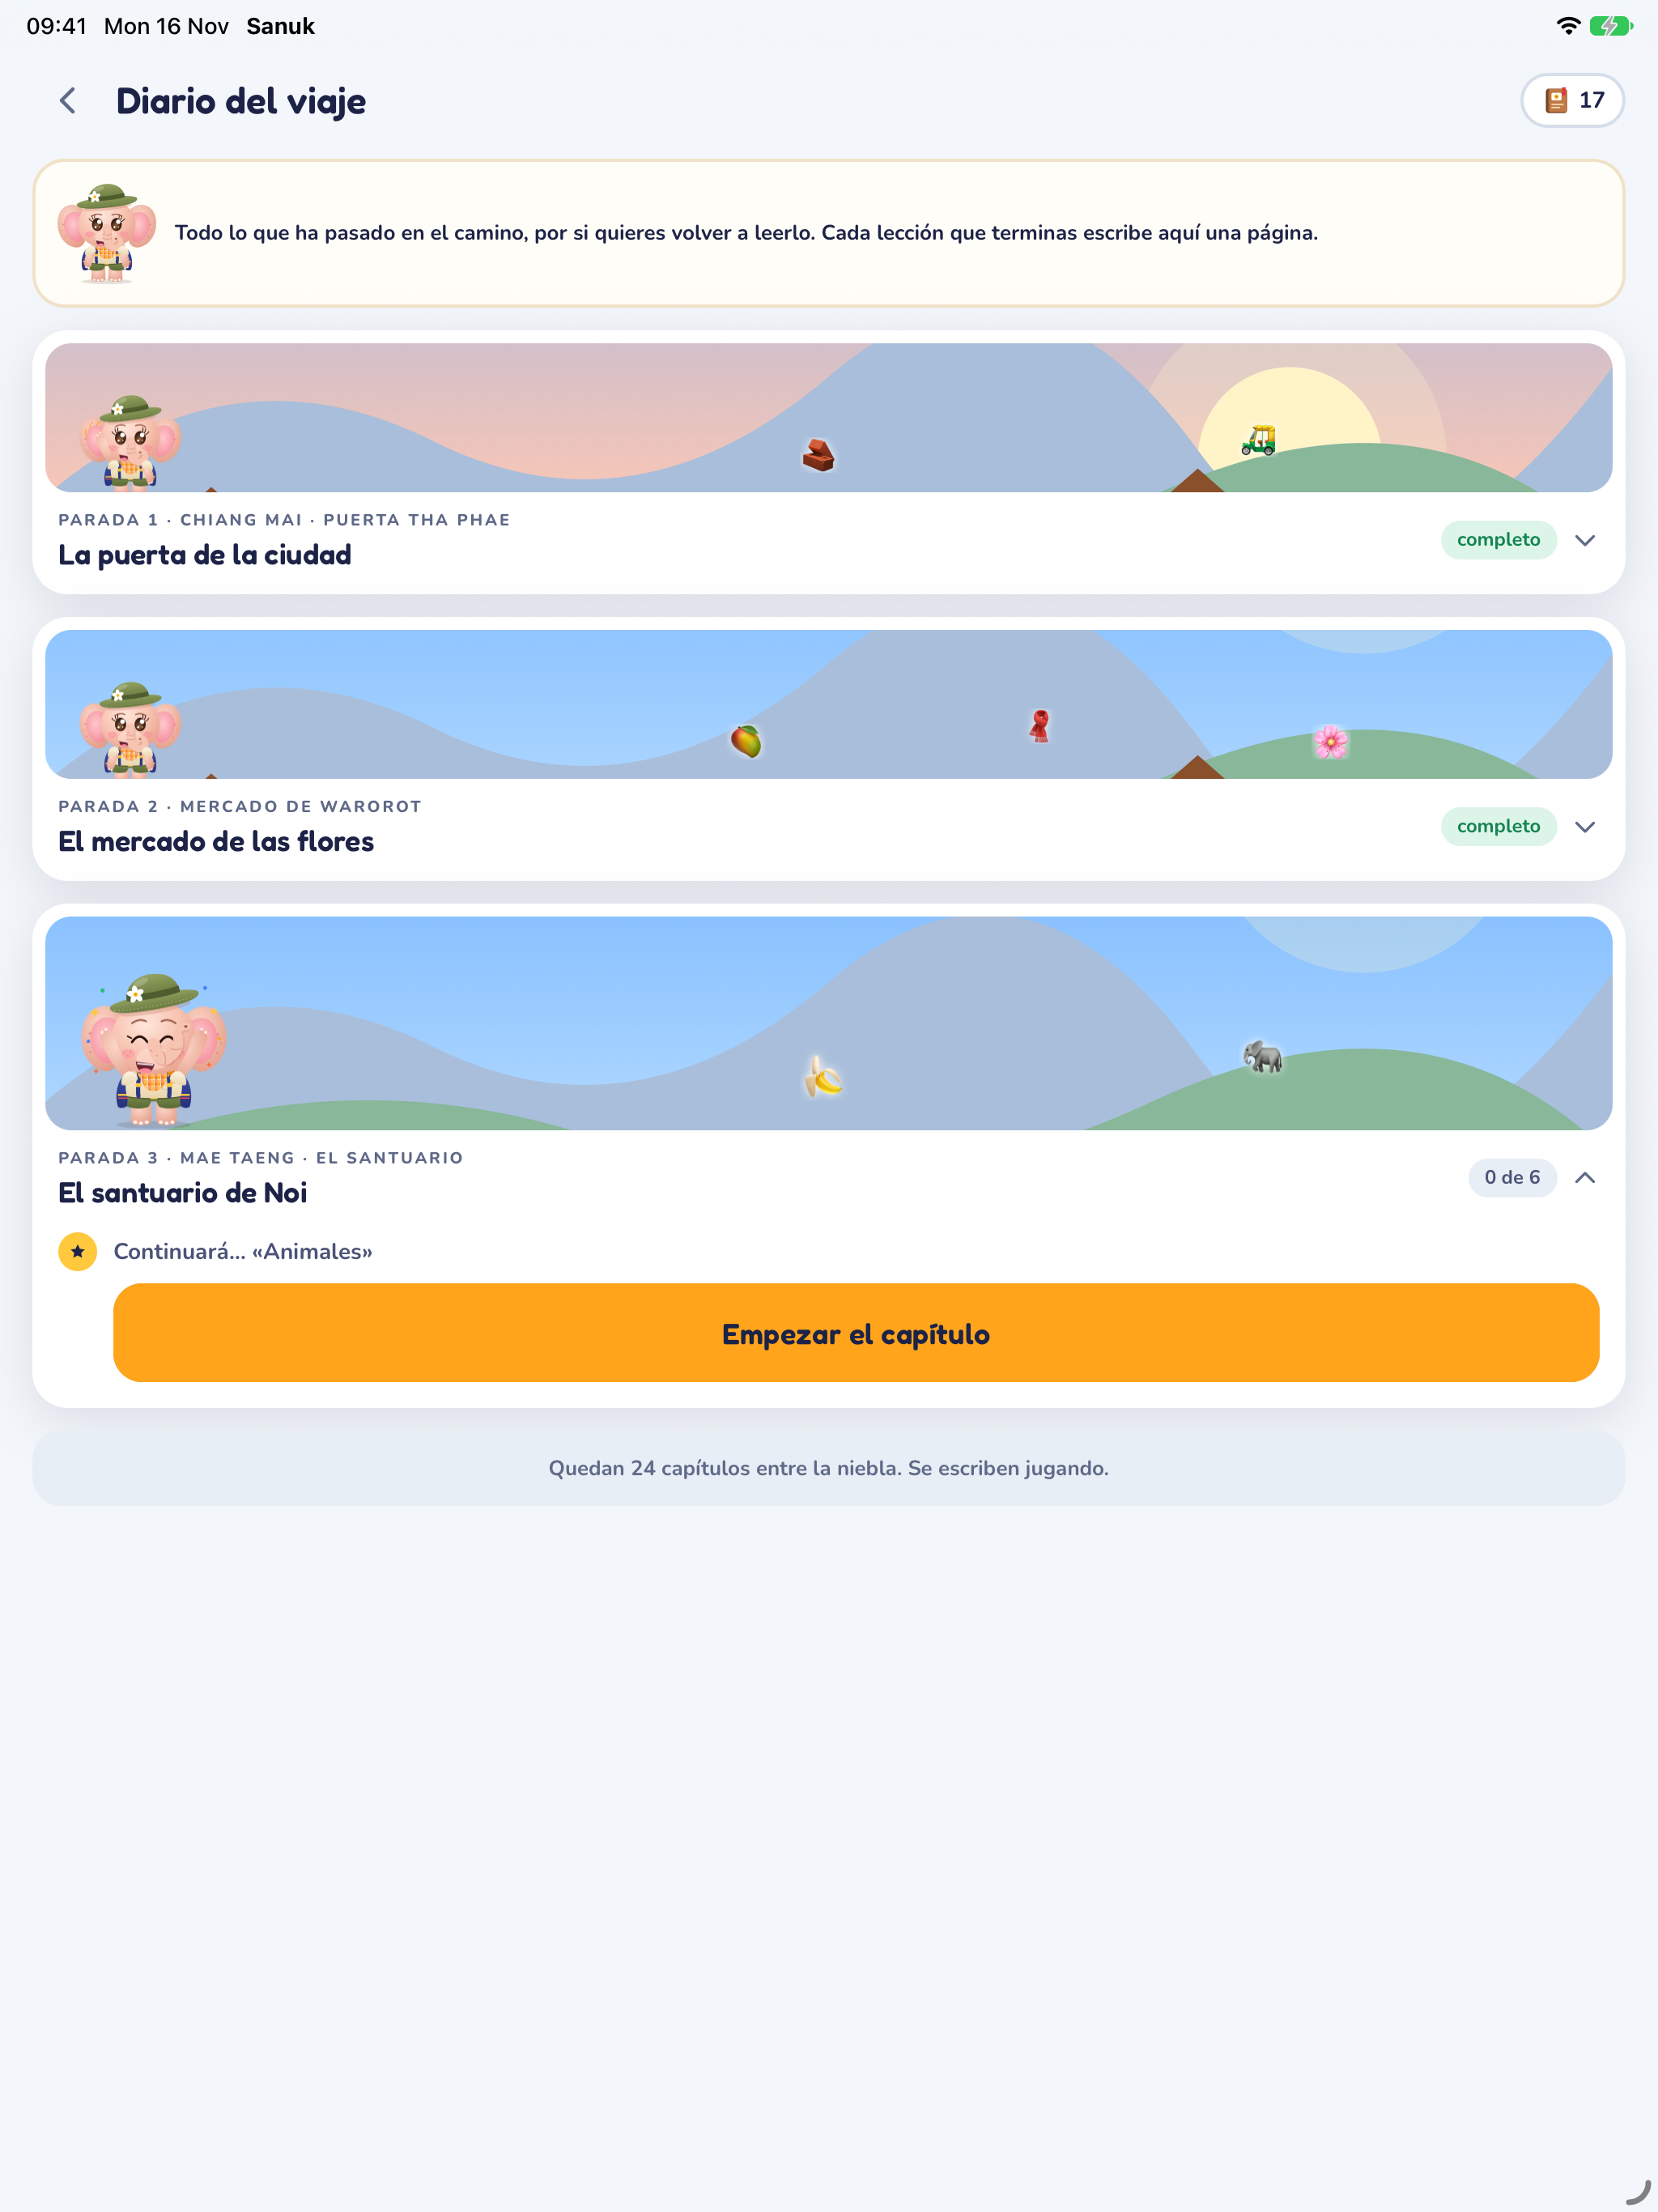 09:41 Mon 16 Nov Sanuk
Diario del viaje
17
Todo lo que ha pasado en el camino, por si quieres volver a leerlo. Cada lección que terminas escribe aquí una página.
PARADA 1 · CHIANG MAI · PUERTA THA PHAE
La puerta de la ciudad
completo
PARADA 2 · MERCADO DE WAROROT
El mercado de las flores
completo
PARADA 3 · MAE TAENG · EL SANTUARIO
El santuario de Noi
0 de 6
Continuará... «Animales»
Empezar el capítulo
Quedan 24 capítulos entre la niebla. Se escriben jugando.